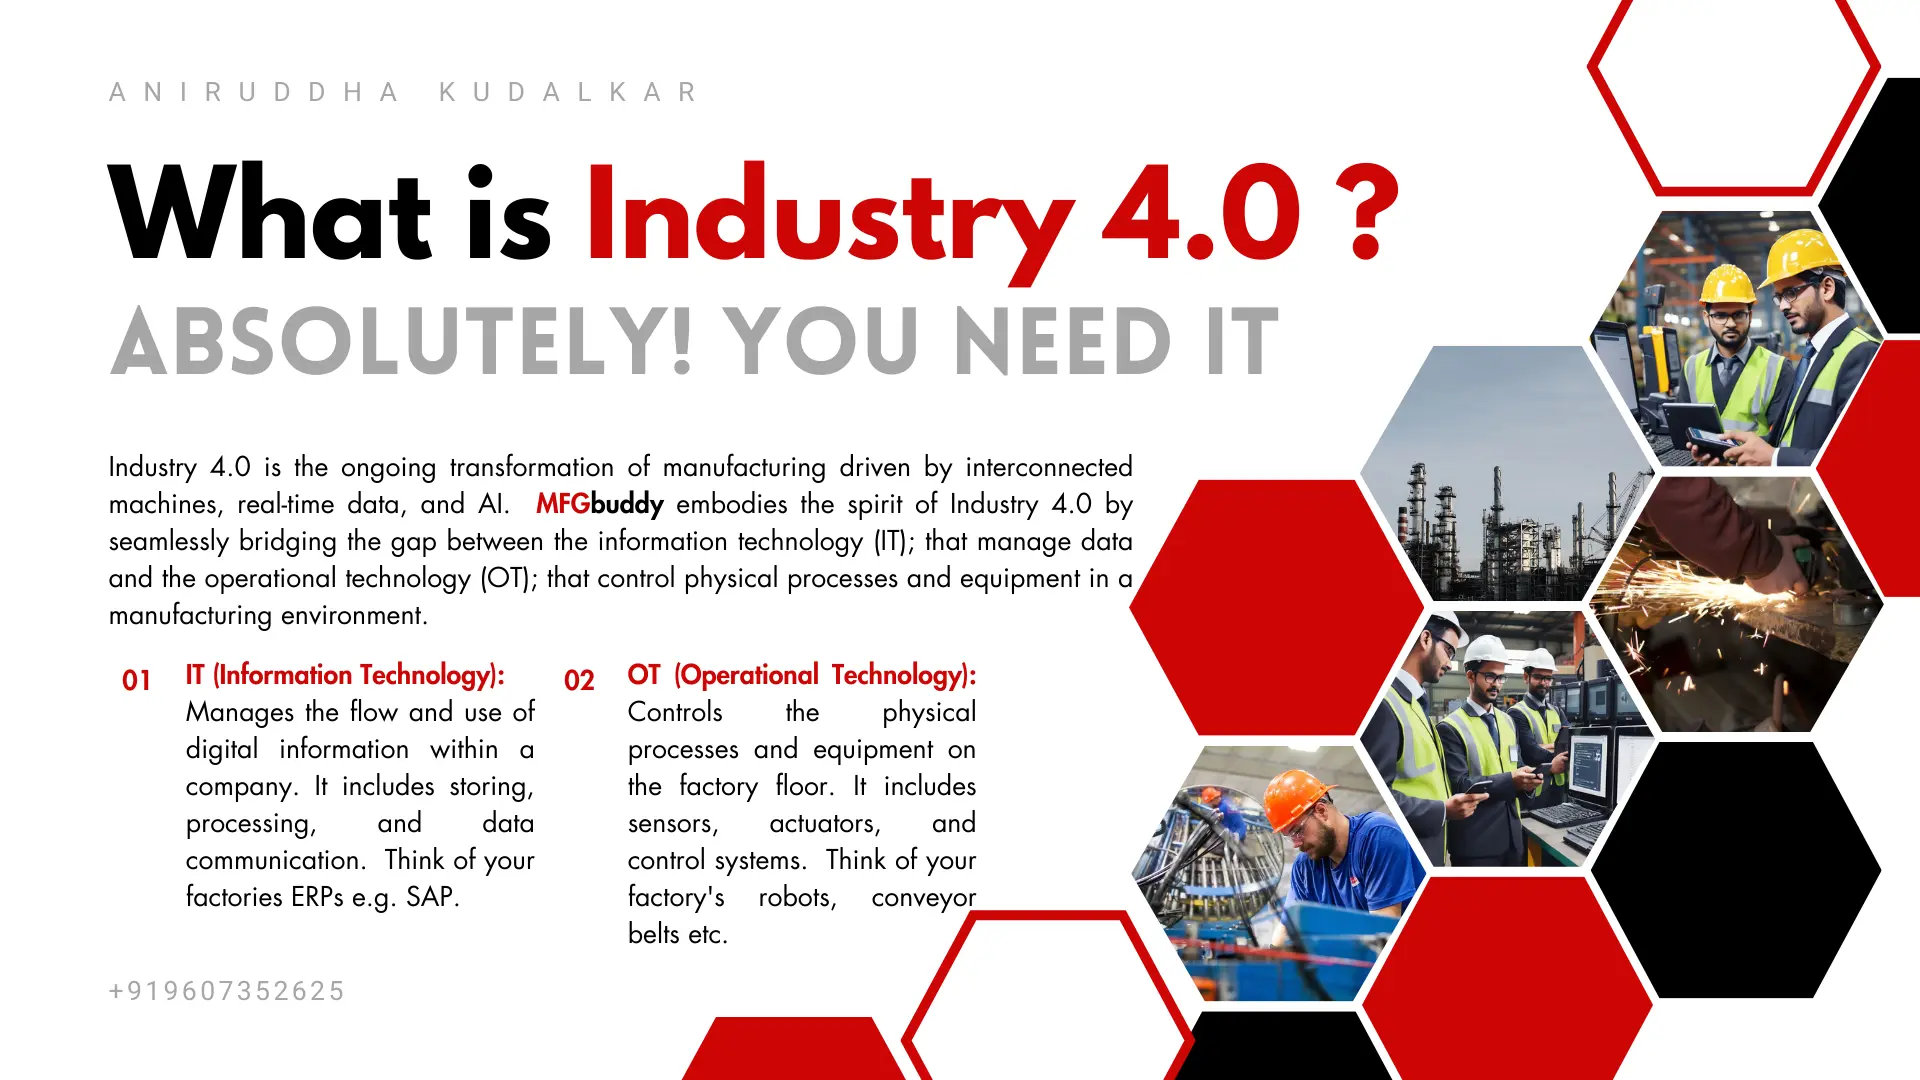 ANIRUDDHA KUDALKAR
What is Industry 4.0 ?
ABSOLUTELY! YOU NEED IT
Industry 4.0 is the ongoing transformation of manufacturing driven by interconnected
machines, real-time data, and AI. MFGbuddy embodies the spirit of Industry 4.0 by
seamlessly bridging the gap between the information technology (IT); that manage data
and the operational technology (OT); that control physical processes and equipment in a
manufacturing environment.
01
IT (Information Technology):
Manages the flow and use of
digital information within a
company. It includes storing,
processing, and data
communication. Think of your
factories ERPs e.g. SAP.
02
OT (Operational Technology):
Controls the physical
processes and equipment on
the factory floor. It includes
sensors, actuators, and
control systems. Think of your
factory's robots, conveyor
belts etc.
+919607352625